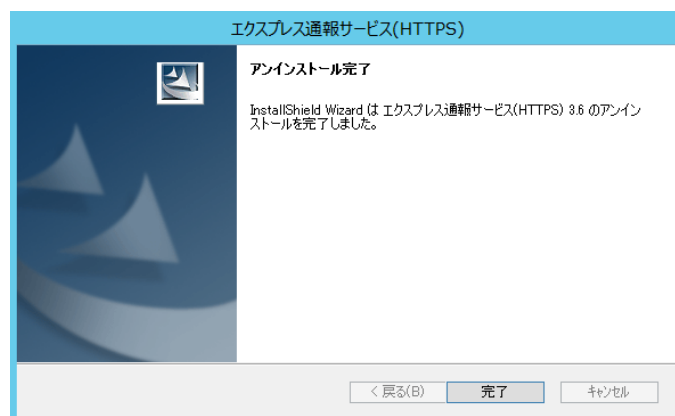 エクスプレス通報サービス(HTTPS)
アンインストール完了
InstallShield Wizard は エクスプレス通報サービス(HTTPS) 3.6 のアンイン
ストールを完了しました。
< 戻る(B)
完了
キャンセル